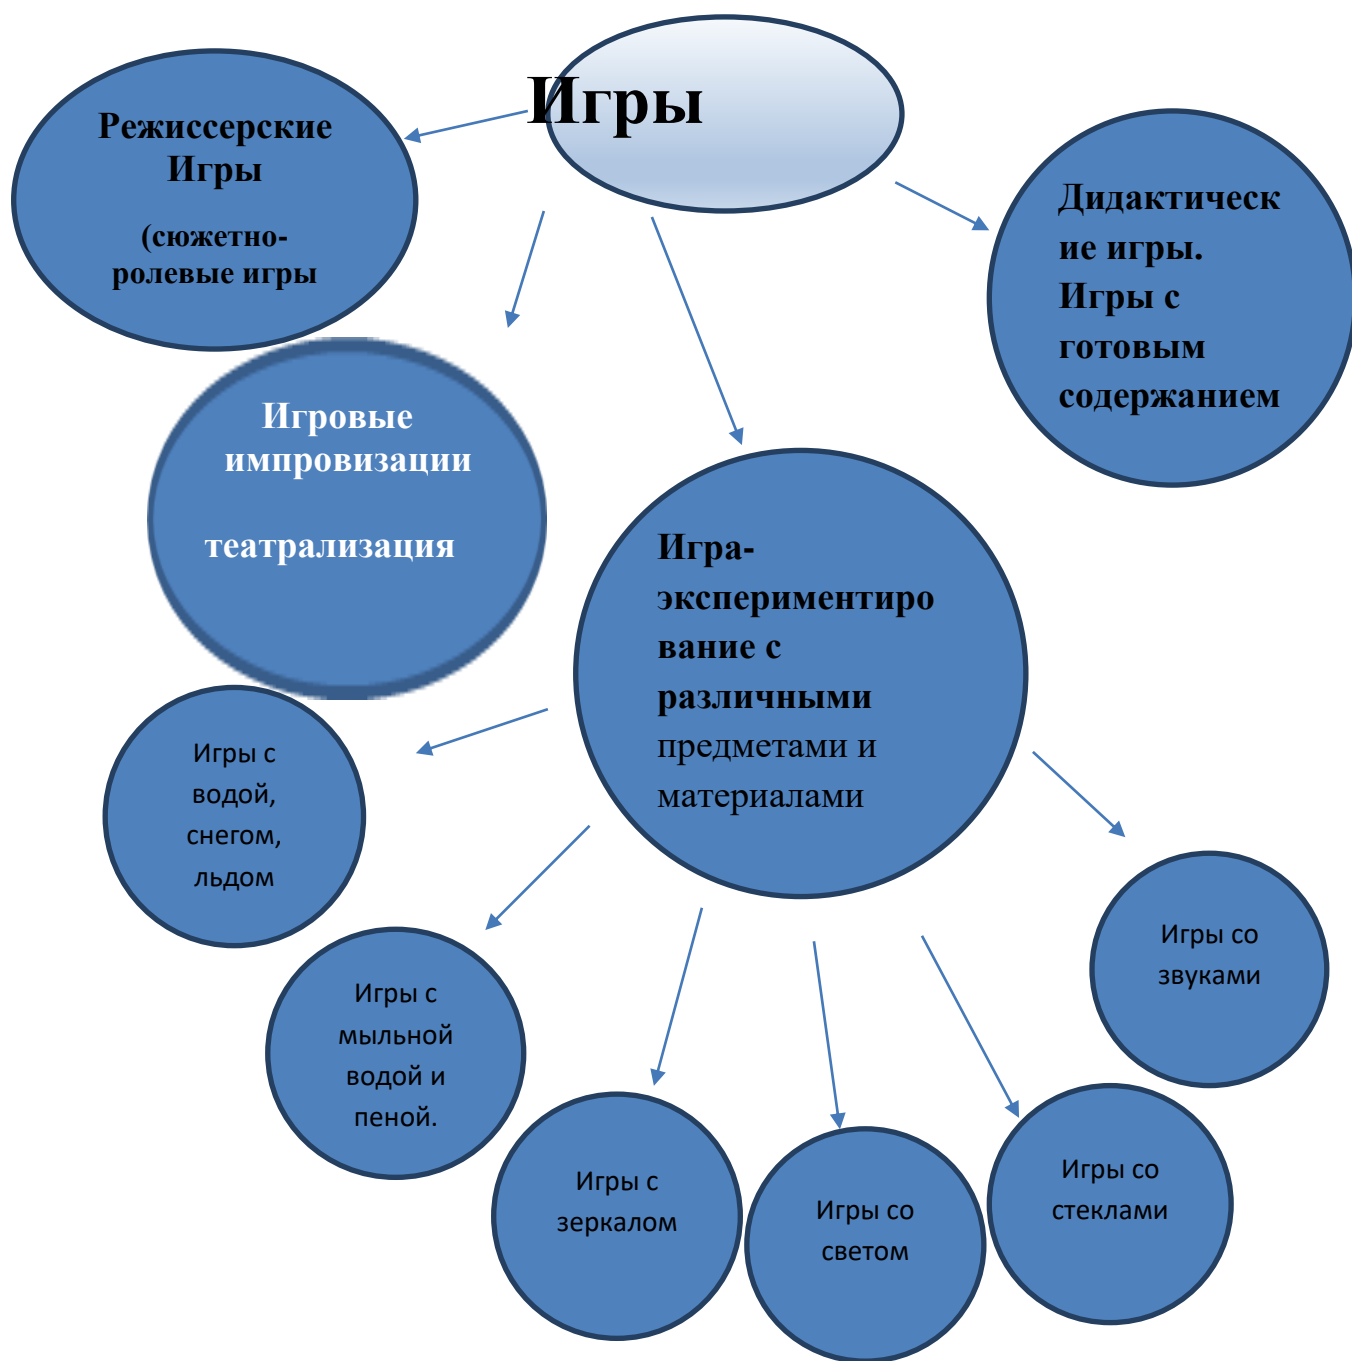 Игры
Режиссерские
Игры
(сюжетно-
ролевые игры
Дидактическ
ие игры.
Игры с
готовым
содержанием
Игровые
импровизации
театрализация
Игра-
экспериментиро
вание с
различными
предметами и
материалами
Игры с
водой,
снегом,
льдом
Игры с
мыльной
водой и
пеной.
Игры с
зеркалом
Игры со
светом
Игры со
стеклами
Игры со
звуками